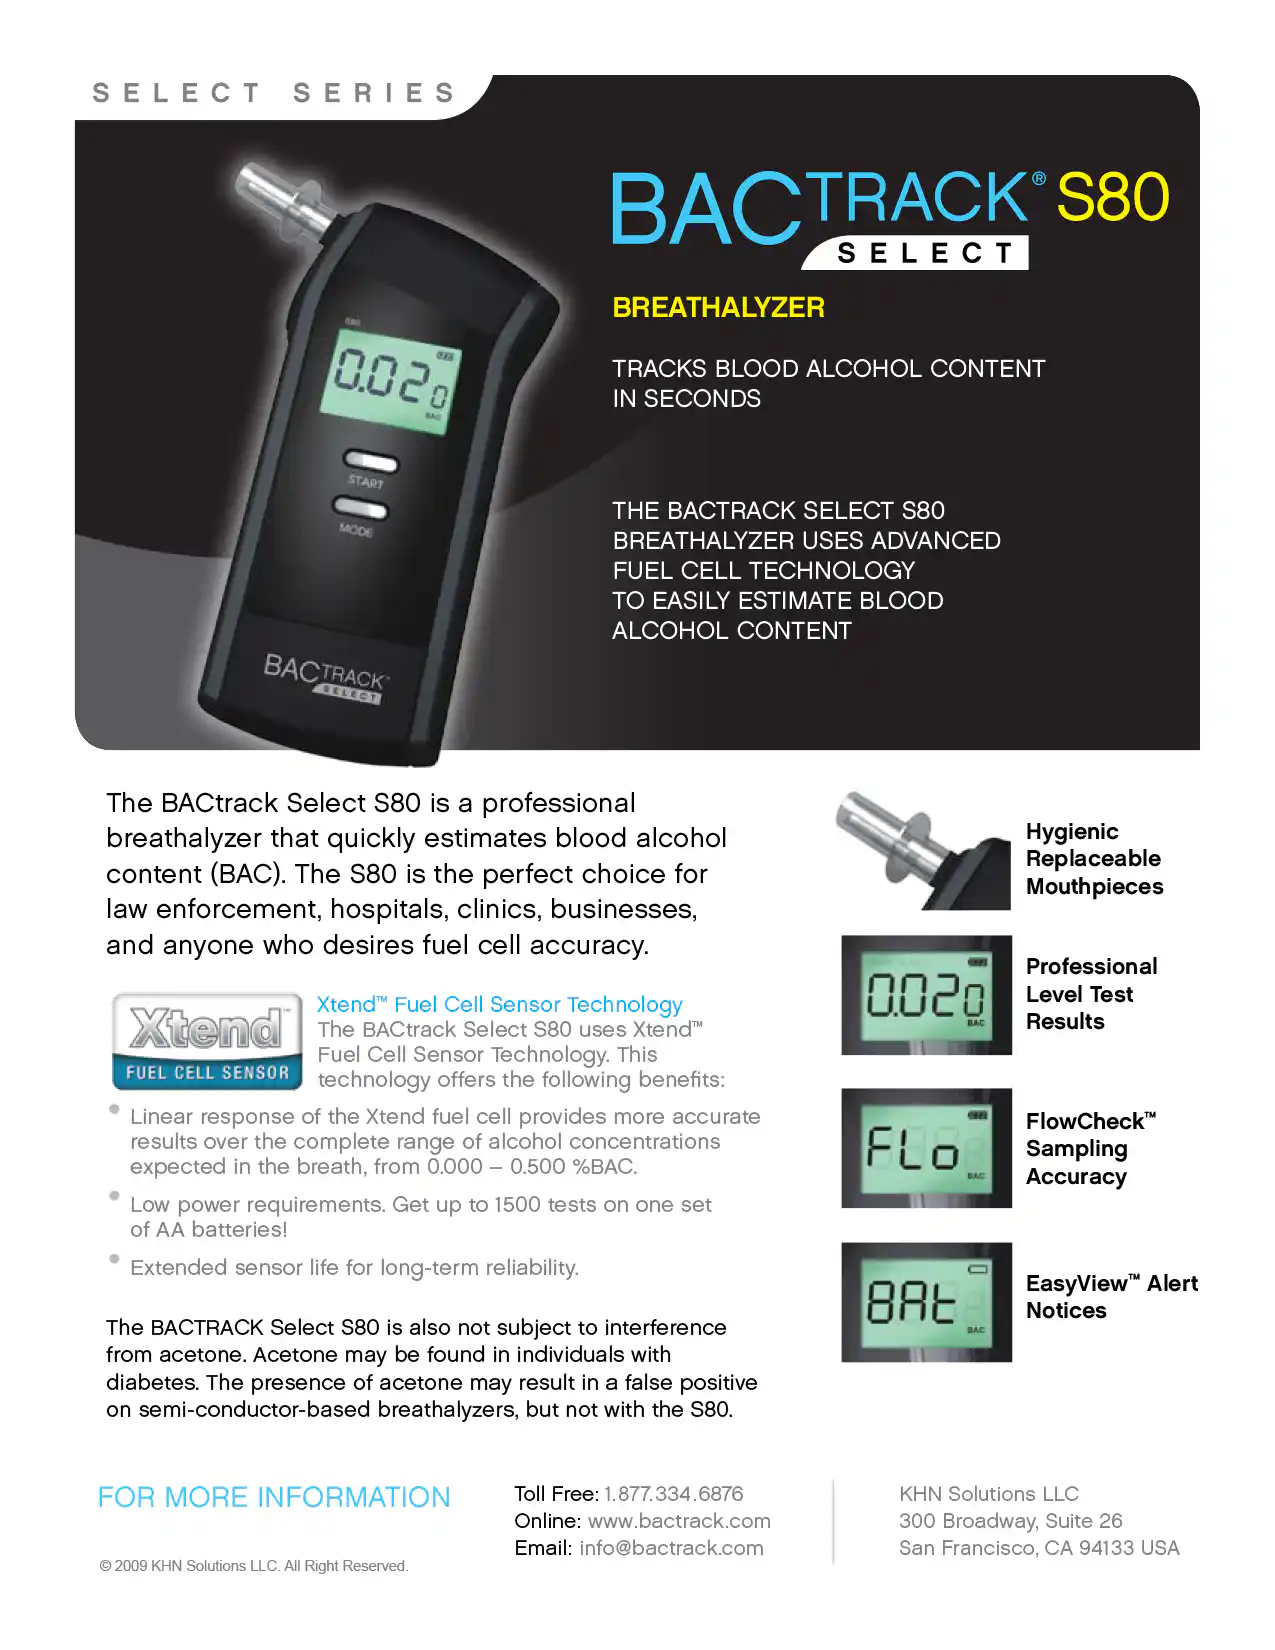 SELECT SERIES
BACTRACK® S80
SELECT
BREATHALYZER
TRACKS BLOOD ALCOHOL CONTENT
IN SECONDS
THE BACTRACK SELECT S80
BREATHALYZER USES ADVANCED
FUEL CELL TECHNOLOGY
TO EASILY ESTIMATE BLOOD
ALCOHOL CONTENT
0.020
BAC
START
MODE
BACTRACK™
SELECT
The BACtrack Select S80 is a professional
breathalyzer that quickly estimates blood alcohol
content (BAC). The S80 is the perfect choice for
law enforcement, hospitals, clinics, businesses,
and anyone who desires fuel cell accuracy.
Xtend™
FUEL CELL SENSOR
Xtend™ Fuel Cell Sensor Technology
The BACtrack Select S80 uses Xtend™
Fuel Cell Sensor Technology. This
technology offers the following benefits:
• Linear response of the Xtend fuel cell provides more accurate
results over the complete range of alcohol concentrations
expected in the breath, from 0.000 – 0.500 %BAC.
• Low power requirements. Get up to 1500 tests on one set
of AA batteries!
• Extended sensor life for long-term reliability.
The BACTRACK Select S80 is also not subject to interference
from acetone. Acetone may be found in individuals with
diabetes. The presence of acetone may result in a false positive
on semi-conductor-based breathalyzers, but not with the S80.
Hygienic
Replaceable
Mouthpieces
0.020
BAC
Professional
Level Test
Results
FLo
BAC
FlowCheck™
Sampling
Accuracy
BAt
BAC
EasyView™ Alert
Notices
FOR MORE INFORMATION
© 2009 KHN Solutions LLC. All Right Reserved.
Toll Free: 1.877.334.6876
Online: www.bactrack.com
Email: info@bactrack.com
KHN Solutions LLC
300 Broadway, Suite 26
San Francisco, CA 94133 USA